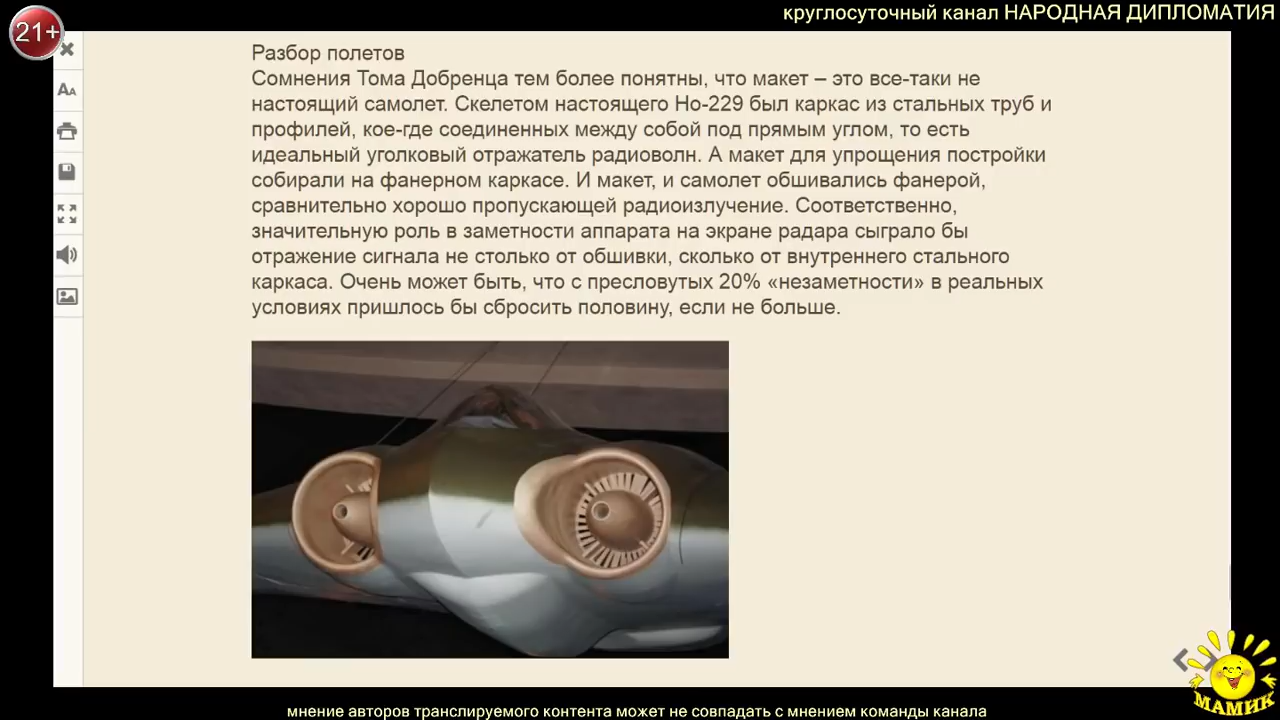 круглосуточный канал НАРОДНАЯ ДИПЛОМАТИЯ
21+
AA
Разбор полетов
Сомнения Тома Добренца тем более понятны, что макет – это все-таки не
настоящий самолет. Скелетом настоящего Ho-229 был каркас из стальных труб и
профилей, кое-где соединенных между собой под прямым углом, то есть
идеальный уголковый отражатель радиоволн. А макет для упрощения постройки
собирали на фанерном каркасе. И макет, и самолет обшивались фанерой,
сравнительно хорошо пропускающей радиоизлучение. Соответственно,
значительную роль в заметности аппарата на экране радара сыграло бы
отражение сигнала не столько от обшивки, сколько от внутреннего стального
каркаса. Очень может быть, что с пресловутых 20% «незаметности» в реальных
условиях пришлось бы сбросить половину, если не больше.
МАМИК
мнение авторов транслируемого контента может не совпадать с мнением команды канала